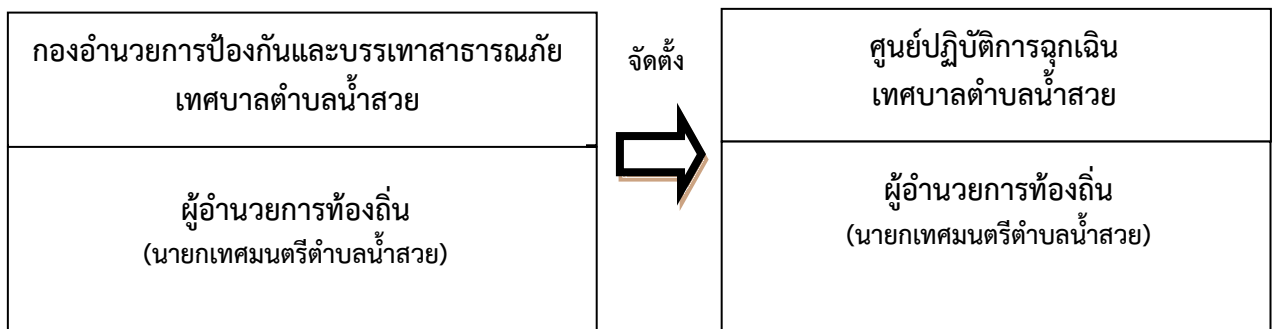 กองอำนวยการป้องกันและบรรเทาสาธารณภัย
เทศบาลตำบลน้ำสวย
ผู้อำนวยการท้องถิ่น
(นายกเทศมนตรีตำบลน้ำสวย)
จัดตั้ง
ศูนย์ปฏิบัติการฉุกเฉิน
เทศบาลตำบลน้ำสวย
ผู้อำนวยการท้องถิ่น
(นายกเทศมนตรีตำบลน้ำสวย)